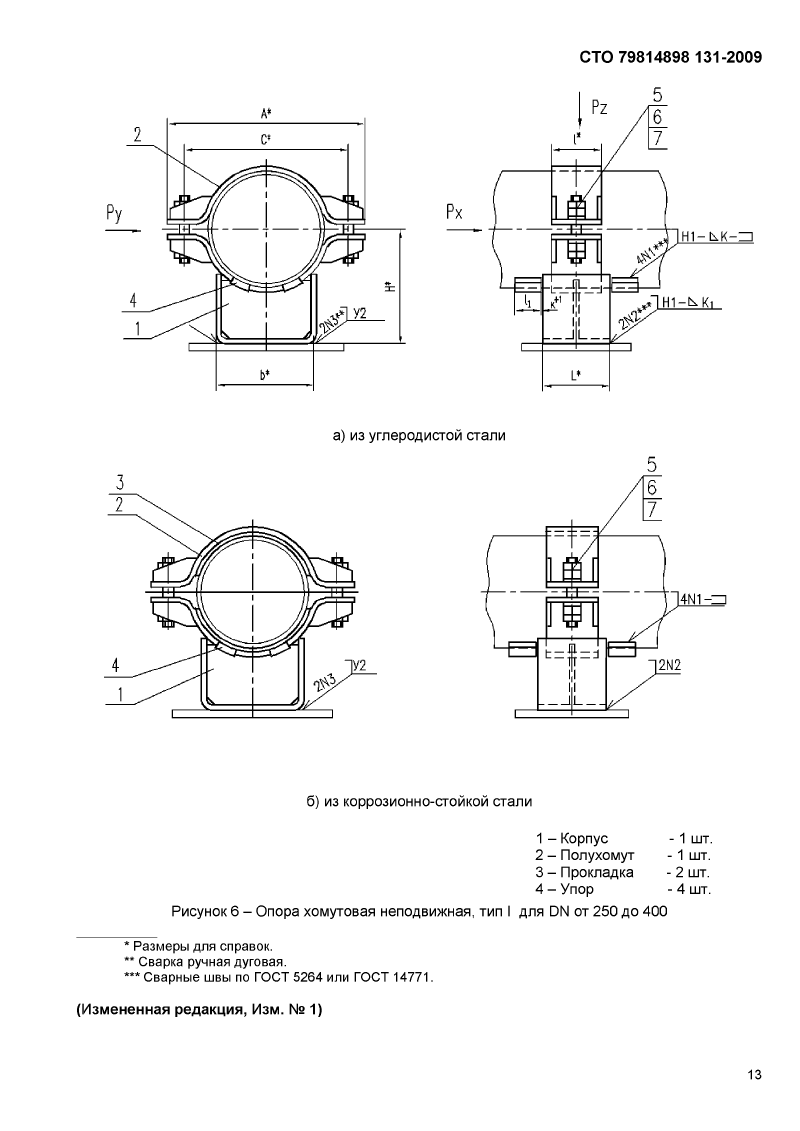 СТО 79814898 131-2009
A*
C*
2
Py
H*
4
1
2N3**
У2
b*
Pz
5
6
7
l*
Px
4N1***
H1-⊿K-⊐
l1
K+1
2N2***
H1-⊿ K1
L*
а) из углеродистой стали
3
2
4
1
2N3
У2
5
6
7
4N1-⊐
2N2
б) из коррозионно-стойкой стали
1 – Корпус - 1 шт.
2 – Полухомут - 1 шт.
3 – Прокладка - 2 шт.
4 – Упор - 4 шт.
Рисунок 6 – Опора хомутовая неподвижная, тип I для DN от 250 до 400
* Размеры для справок.
** Сварка ручная дуговая.
*** Сварные швы по ГОСТ 5264 или ГОСТ 14771.
(Измененная редакция, Изм. № 1)
13